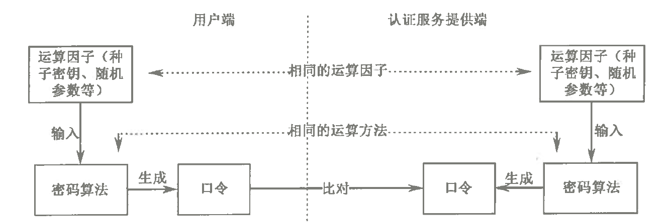 用户端
认证服务提供端
运算因子（种
子密钥、随机
参数等）
相同的运算因子
运算因子（种
子密钥、随机
参数等）
输入
相同的运算方法
输入
密码算法
生成
口令
比对
口令
生成
密码算法